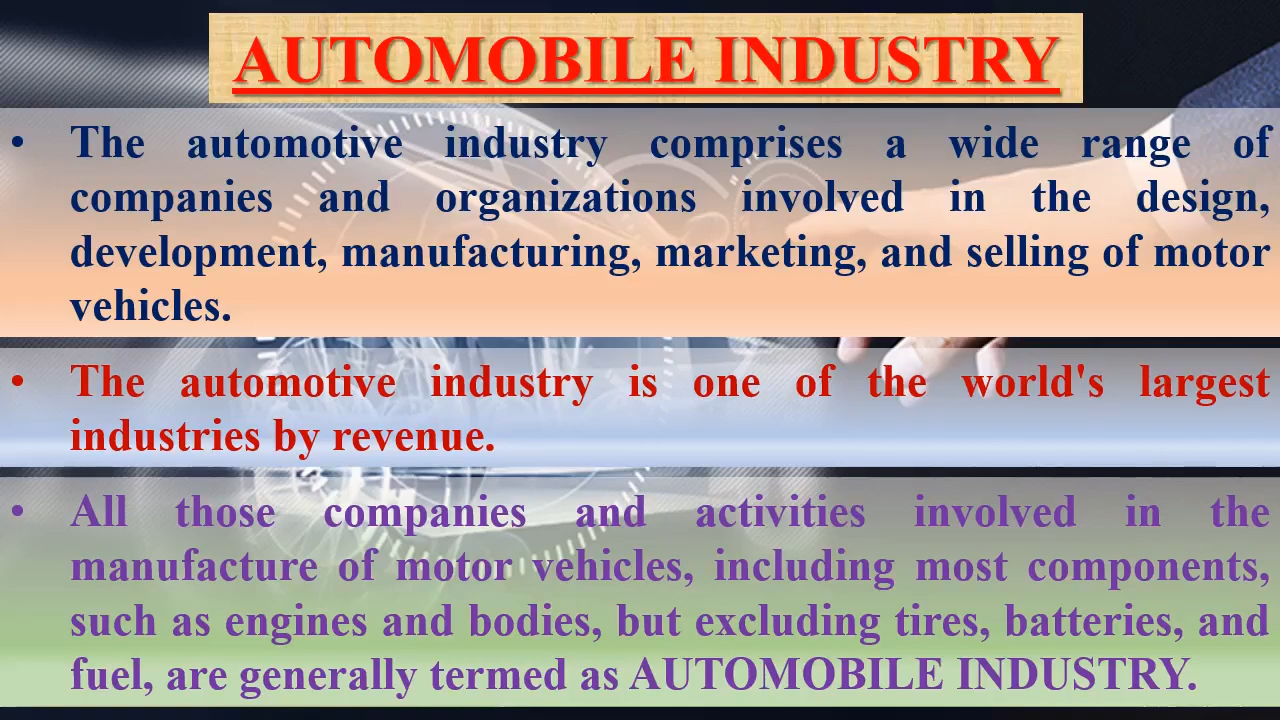 AUTOMOBILE INDUSTRY
• The automotive industry comprises a wide range of
companies and organizations involved in the design,
development, manufacturing, marketing, and selling of motor
vehicles.
• The automotive industry is one of the world's largest
industries by revenue.
• All those companies and activities involved in the
manufacture of motor vehicles, including most components,
such as engines and bodies, but excluding tires, batteries, and
fuel, are generally termed as AUTOMOBILE INDUSTRY.